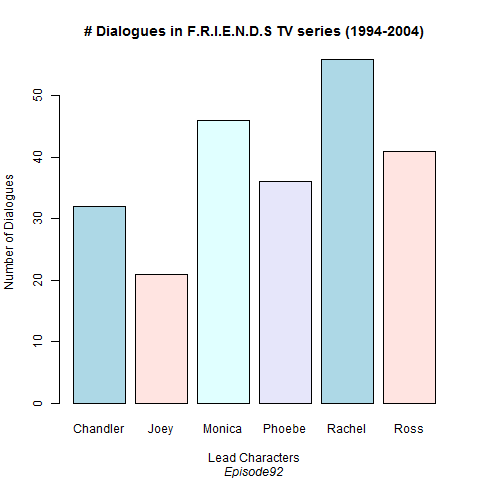 # Dialogues in F.R.I.E.N.D.S TV series (1994-2004)
Number of Dialogues
50
40
30
20
10
0
Chandler Joey Monica Phoebe Rachel Ross
Lead Characters
Episode92